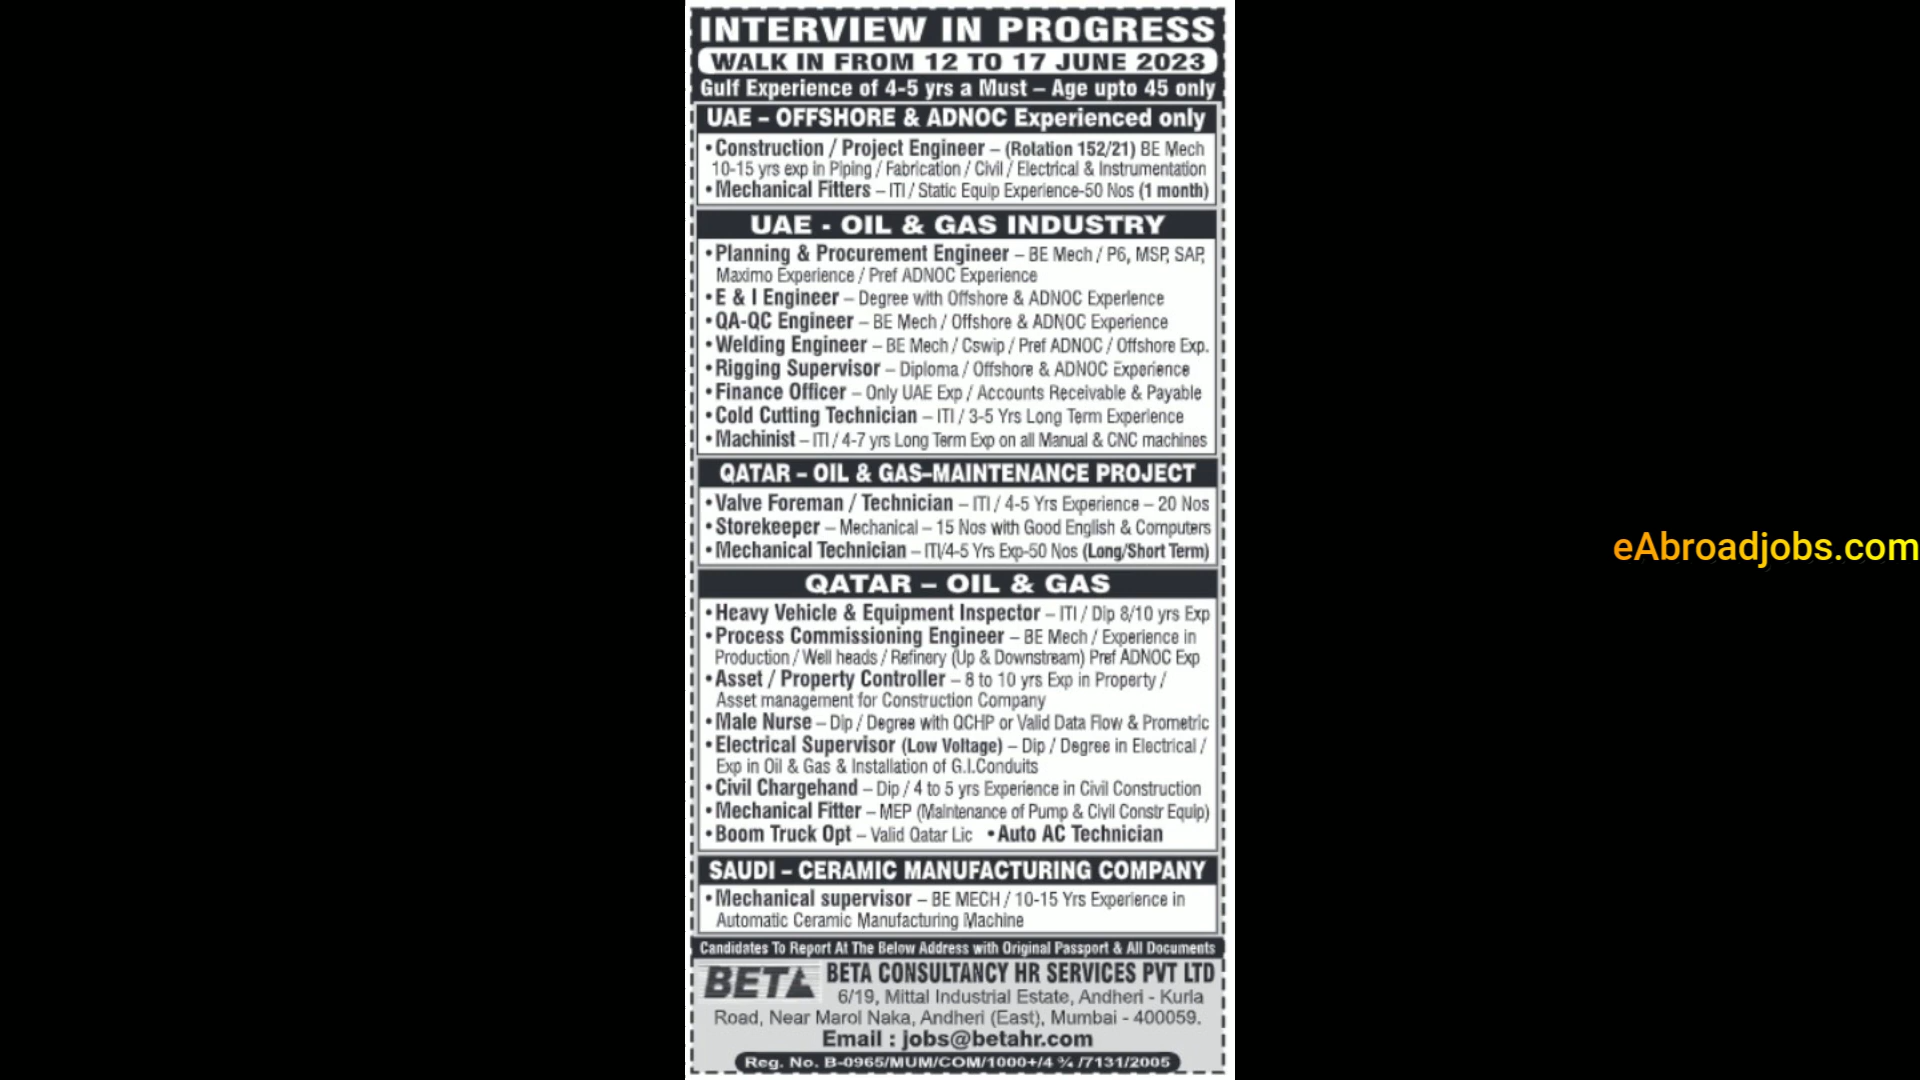 INTERVIEW IN PROGRESS
WALK IN FROM 12 TO 17 JUNE 2023
Gulf Experience of 4-5 yrs a Must – Age upto 45 only
UAE – OFFSHORE & ADNOC Experienced only
• Construction / Project Engineer – (Rotation 152/21) BE Mech
10-15 yrs exp in Piping / Fabrication / Civil / Electrical & Instrumentation
• Mechanical Fitters – ITI / Static Equip Experience-50 Nos (1 month)
UAE - OIL & GAS INDUSTRY
• Planning & Procurement Engineer – BE Mech / P6, MSP, SAP,
Maximo Experience / Pref ADNOC Experience
• E & I Engineer – Degree with Offshore & ADNOC Experience
• QA-QC Engineer – BE Mech / Offshore & ADNOC Experience
• Welding Engineer – BE Mech / Cswip / Pref ADNOC / Offshore Exp.
• Rigging Supervisor – Diploma / Offshore & ADNOC Experience
• Finance Officer – Only UAE Exp / Accounts Receivable & Payable
• Cold Cutting Technician – ITI / 3-5 Yrs Long Term Experience
• Machinist – ITI / 4-7 yrs Long Term Exp on all Manual & CNC machines
QATAR – OIL & GAS–MAINTENANCE PROJECT
• Valve Foreman / Technician – ITI / 4-5 Yrs Experience – 20 Nos
• Storekeeper – Mechanical – 15 Nos with Good English & Computers
• Mechanical Technician – ITI/4-5 Yrs Exp-50 Nos (Long/Short Term)
eAbroadjobs.com
QATAR – OIL & GAS
• Heavy Vehicle & Equipment Inspector – ITI / Dip 8/10 yrs Exp
• Process Commissioning Engineer – BE Mech / Experience in
Production / Well heads / Refinery (Up & Downstream) Pref ADNOC Exp
• Asset / Property Controller – 8 to 10 yrs Exp in Property /
Asset management for Construction Company
• Male Nurse – Dip / Degree with QCHP or Valid Data Flow & Prometric
• Electrical Supervisor (Low Voltage) – Dip / Degree in Electrical /
Exp in Oil & Gas & Installation of G.I.Conduits
• Civil Chargehand – Dip / 4 to 5 yrs Experience in Civil Construction
• Mechanical Fitter – MEP (Maintenance of Pump & Civil Constr Equip)
• Boom Truck Opt – Valid Qatar Lic • Auto AC Technician
SAUDI – CERAMIC MANUFACTURING COMPANY
• Mechanical supervisor – BE MECH / 10-15 Yrs Experience in
Automatic Ceramic Manufacturing Machine
Candidates To Report At The Below Address with Original Passport & All Documents
BETA BETA CONSULTANCY HR SERVICES PVT LTD
6/19, Mittal Industrial Estate, Andheri - Kurla
Road, Near Marol Naka, Andheri (East), Mumbai - 400059.
Email : jobs@betahr.com
Reg. No. B-0965/MUM/COM/1000+/4 ¾ /7131/2005